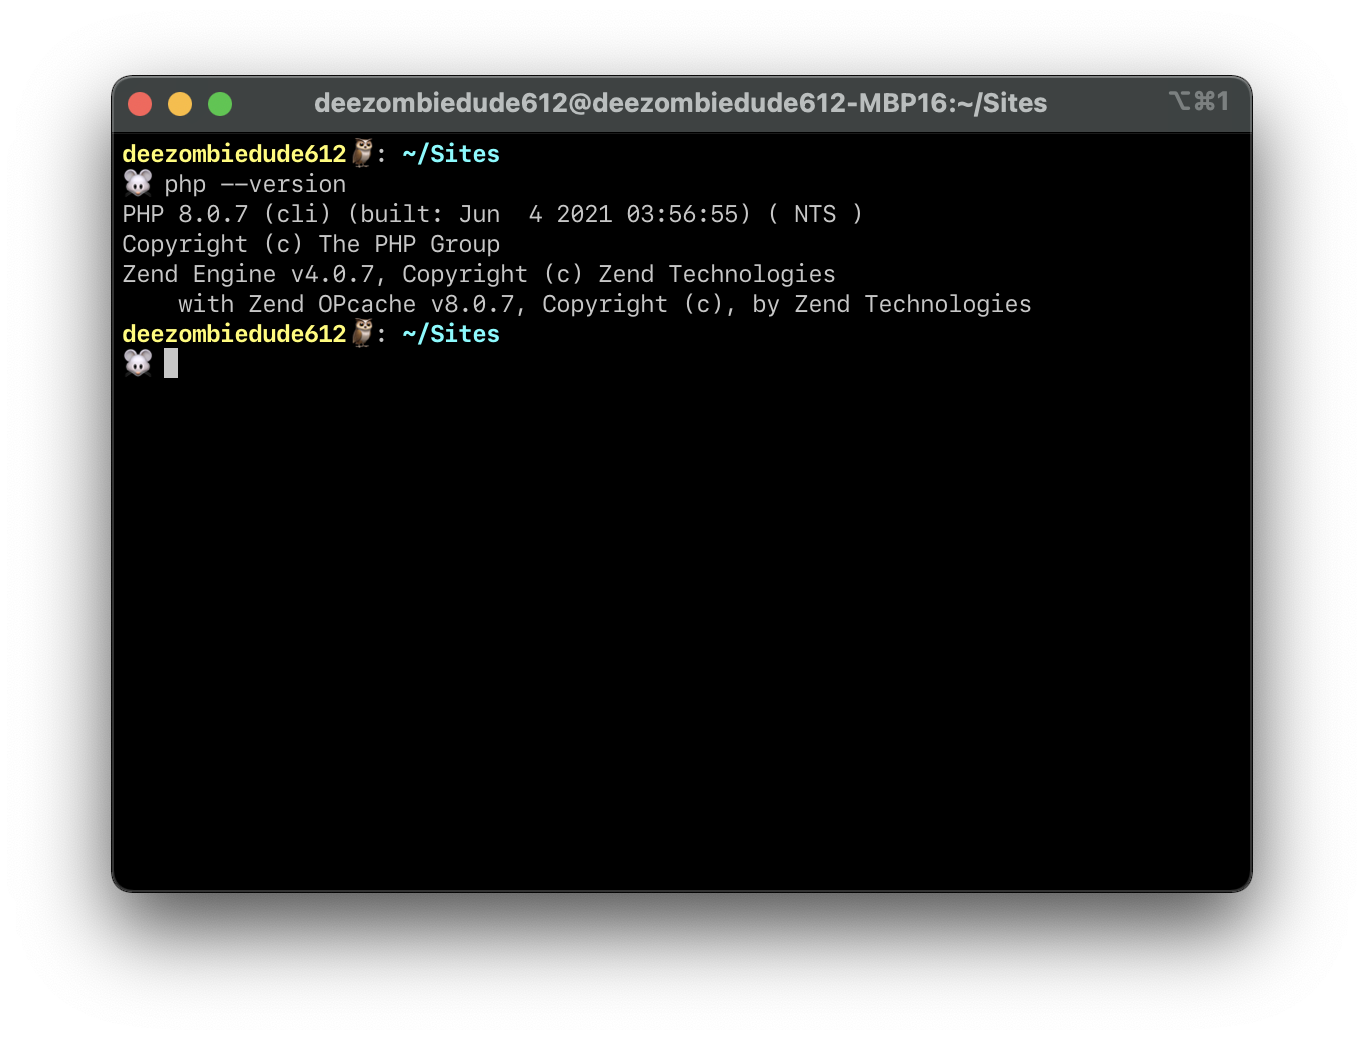 deezombiedude612@deezombiedude612-MBP16:~/Sites ⌥⌘1
deezombiedude612🦉: ~/Sites
🐭 php --version
PHP 8.0.7 (cli) (built: Jun  4 2021 03:56:55) ( NTS )
Copyright (c) The PHP Group
Zend Engine v4.0.7, Copyright (c) Zend Technologies
    with Zend OPcache v8.0.7, Copyright (c), by Zend Technologies
deezombiedude612🦉: ~/Sites
🐭